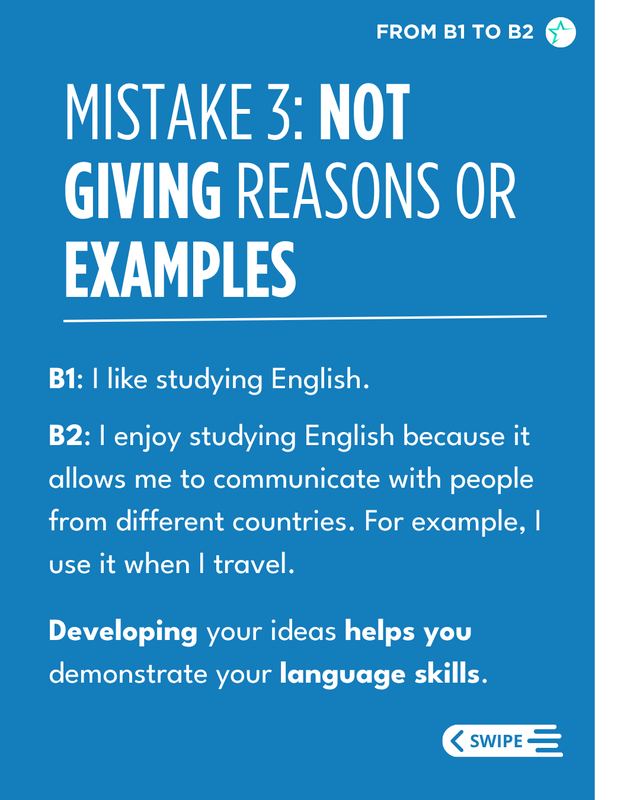 FROM B1 TO B2
MISTAKE 3: NOT
GIVING REASONS OR
EXAMPLES
B1: I like studying English.
B2: I enjoy studying English because it
allows me to communicate with people
from different countries. For example, I
use it when I travel.
Developing your ideas helps you
demonstrate your language skills.
SWIPE